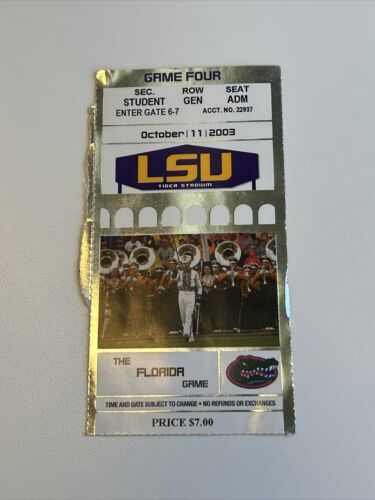 GAME FOUR
SEC. ROW SEAT
STUDENT GEN ADM
ENTER GATE 6-7 ACCT. NO. 22937
October|11|2003
LSU
TIGER STADIUM
THE
FLORIDA
GAME
TIME AND DATE SUBJECT TO CHANGE • NO REFUNDS OR EXCHANGES
PRICE $7.00